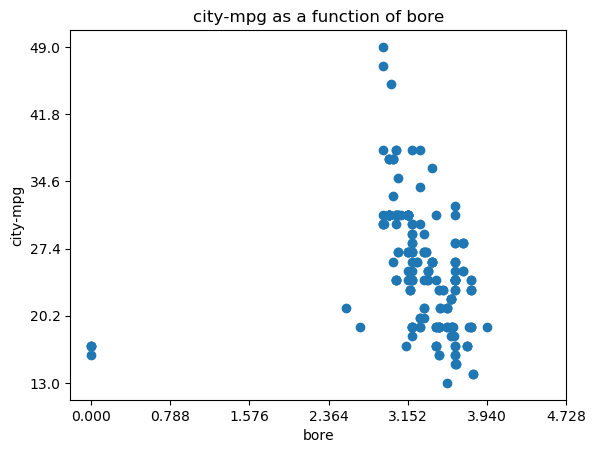 city-mpg as a function of bore
49.0
41.8
34.6
27.4
20.2
13.0
city-mpg
0.000 0.788 1.576 2.364 3.152 3.940 4.728
bore